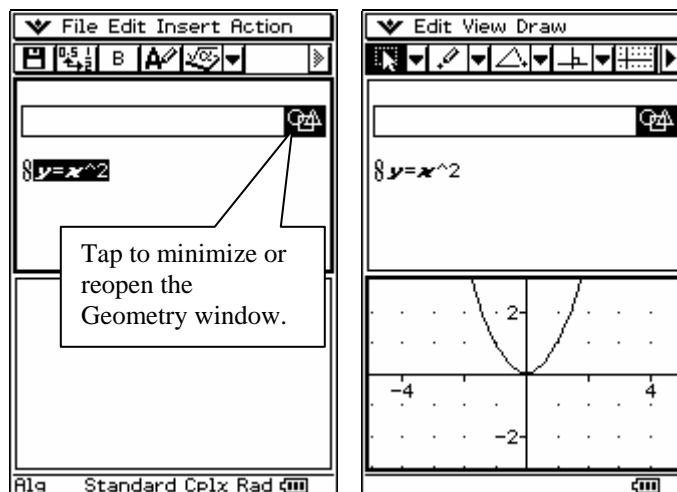 File Edit Insert Action
B
y=x^2
Tap to minimize or
reopen the
Geometry window.
Alg Standard Cplx Rad
Edit View Draw
y=x^2
2
-4 4
-2